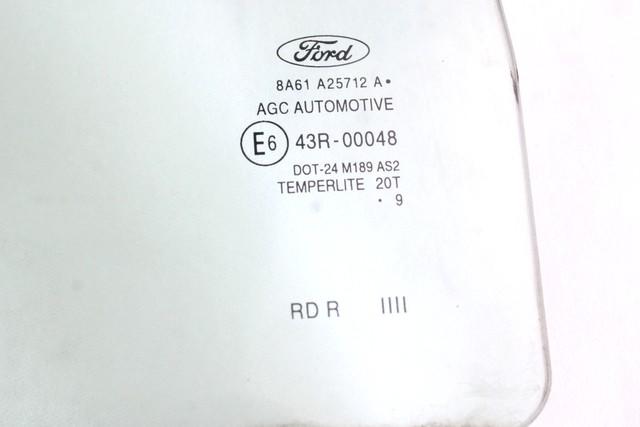 Ford
8A61 A25712 A•
AGC AUTOMOTIVE
E6 43R-00048
DOT-24 M189 AS2
TEMPERLITE 20T
• 9
RD R IIII